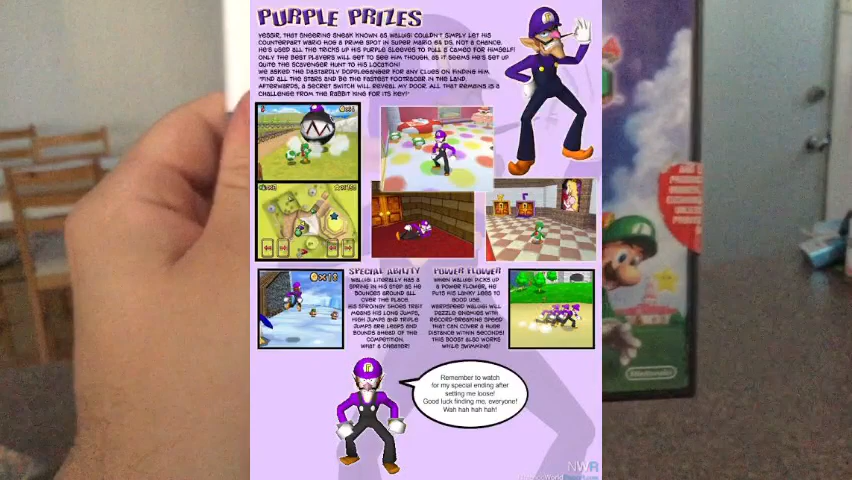 PURPLE PRIZES
YESSIR, THAT SNEERING SNEAK KNOWN AS WALUIGI COULDN'T SIMPLY LET HIS
COUNTERPART WARIO HOG A PRIME SPOT IN SUPER MARIO 64 DS, NOT A CHANCE.
HE'S USED ALL THE TRICKS UP HIS PURPLE SLEEVES TO PULL A CAMEO FOR HIMSELF!
ONLY THE BEST PLAYERS WILL GET TO SEE HIM THOUGH, AS IT SEEMS HE'S SET UP
QUITE THE SCAVENGER HUNT TO HIS LOCATION!
WE ASKED THE DASTARDLY DOPPLEGANGER FOR ANY CLUES ON FINDING HIM.
"FIND ALL THE STARS AND BE THE FASTEST FOOTRACER IN THE LAND.
AFTERWARDS, A SECRET SWITCH WILL REVEAL MY DOOR. ALL THAT REMAINS IS A
CHALLENGE FROM THE RABBIT KING FOR ITS KEY!"
SPECIAL ABILITY
WALUIGI LITERALLY HAS A
SPRING IN HIS STEP AS HE
BOUNCES AROUND ALL
OVER THE PLACE.
HIS SPROINGY SHOES THEY
MEANS HIS LONG JUMPS,
HIGH JUMPS AND TRIPLE
JUMPS ARE LEAPS AND
BOUNDS AHEAD OF THE
COMPETITION.
WHAT A CHEATER!
POWER FLOWER
WHEN WALUIGI PICKS UP
A POWER FLOWER, HE
PUTS HIS LANKY LEGS TO
GOOD USE.
WARPSPEED WALUIGI WILL
DAZZLE ENEMIES WITH
RECORD-BREAKING SPEED
THAT CAN COVER A HUGE
DISTANCE WITHIN SECONDS!
THIS BOOST ALSO WORKS
WHILE SWIMMING!
Remember to watch
for my special ending after
setting me loose!
Good luck finding me, everyone!
Wah hah hah hah!
NWR
Nintendo